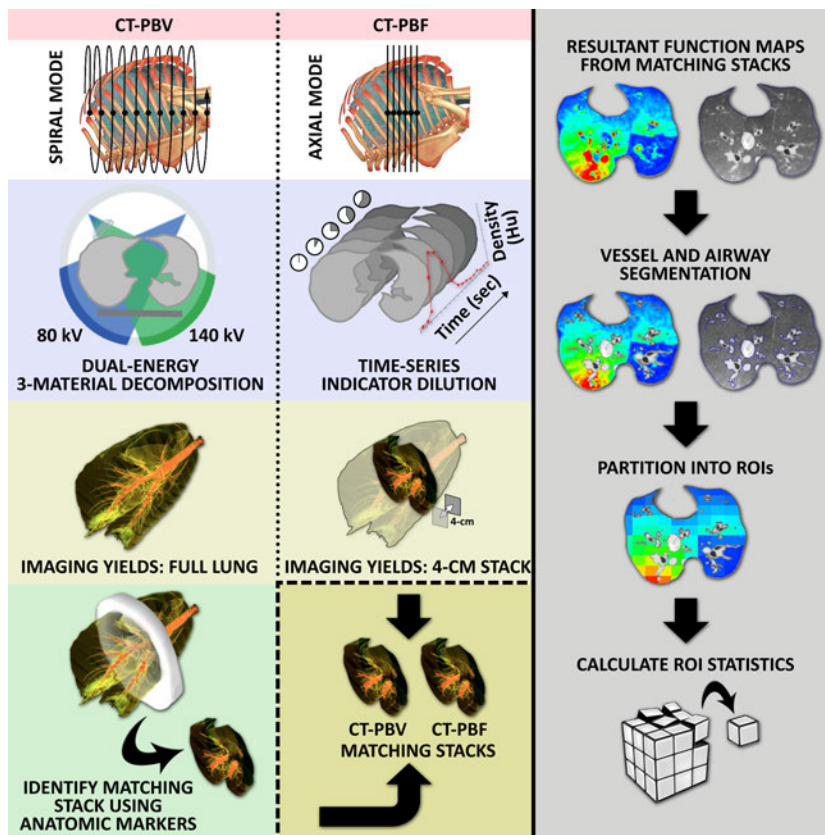 CT-PBV
SPIRAL MODE
80 kV
140 kV
DUAL-ENERGY
3-MATERIAL DECOMPOSITION
IMAGING YIELDS: FULL LUNG
IDENTIFY MATCHING
STACK USING
ANATOMIC MARKERS
CT-PBF
AXIAL MODE
Density
(Hu)
Time (sec)
TIME-SERIES
INDICATOR DILUTION
4-cm
IMAGING YIELDS: 4-CM STACK
CT-PBV
CT-PBF
MATCHING STACKS
RESULTANT FUNCTION MAPS
FROM MATCHING STACKS
VESSEL AND AIRWAY
SEGMENTATION
PARTITION INTO ROIs
CALCULATE ROI STATISTICS